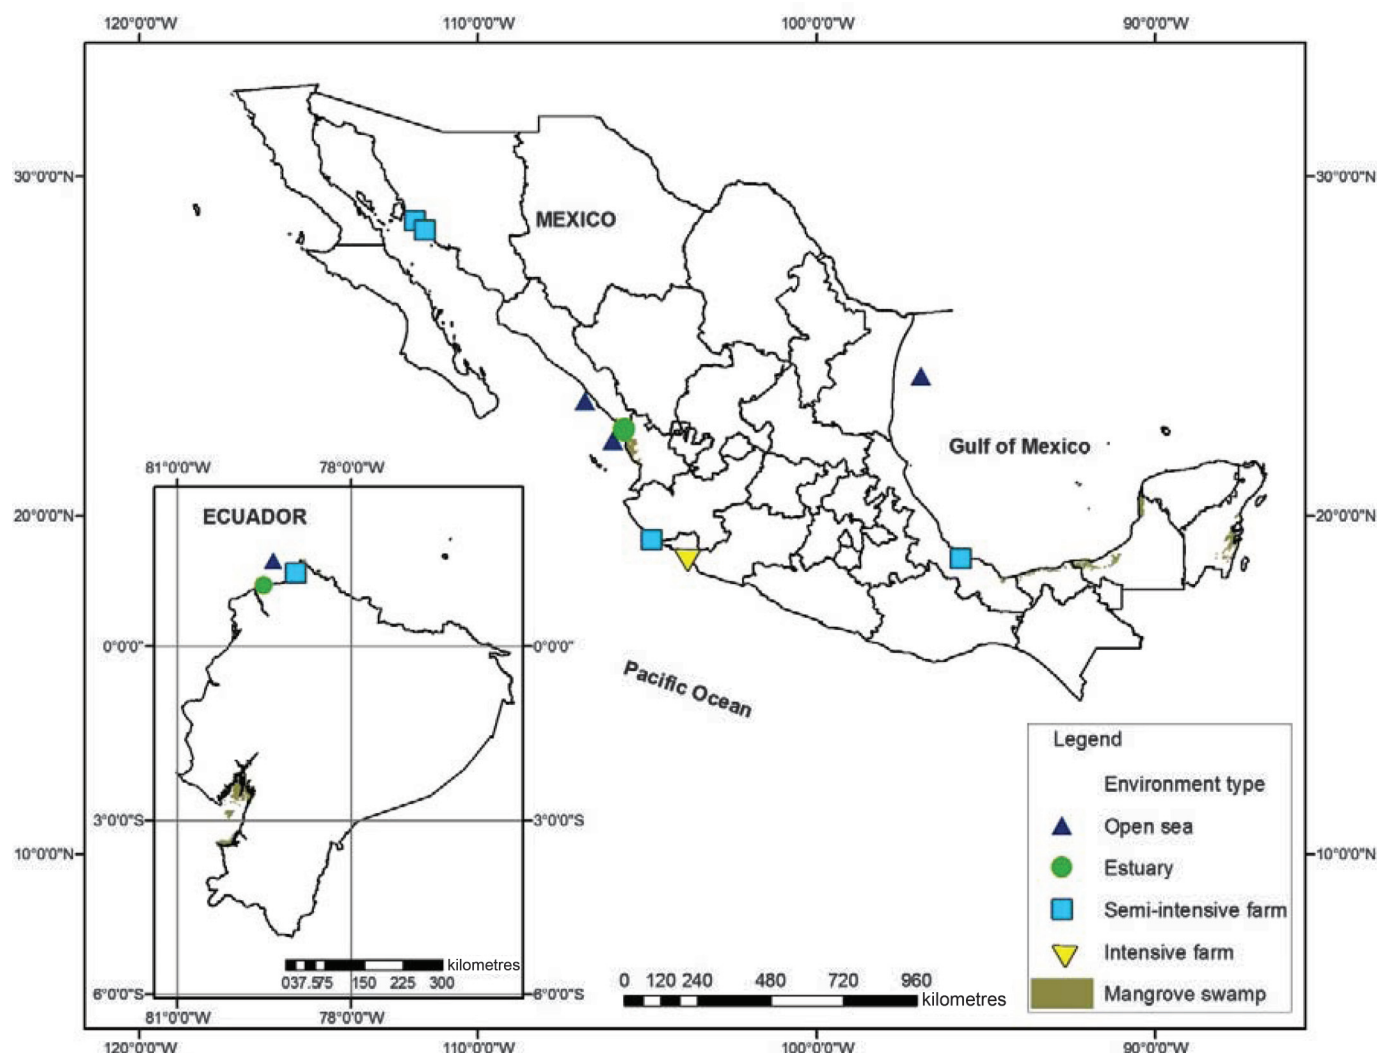 120°0'0"W 110°0'0"W 100°0'0"W 90°0'0"W
30°0'0"N 30°0'0"N
MEXICO
Gulf of Mexico
81°0'0"W 78°0'0"W
20°0'0"N 20°0'0"N
ECUADOR
0°0'0" 0°0'0"
Pacific Ocean
Legend
Environment type
3°0'0"S 3°0'0"S
Open sea
10°0'0"N 10°0'0"N
Estuary
Semi-intensive farm
Intensive farm
kilometres
037.575 150 225 300
0 120 240 480 720 960
kilometres
Mangrove swamp
6°0'0"S 6°0'0"S
81°0'0"W 78°0'0"W
120°0'0"W 110°0'0"W 100°0'0"W 90°0'0"W